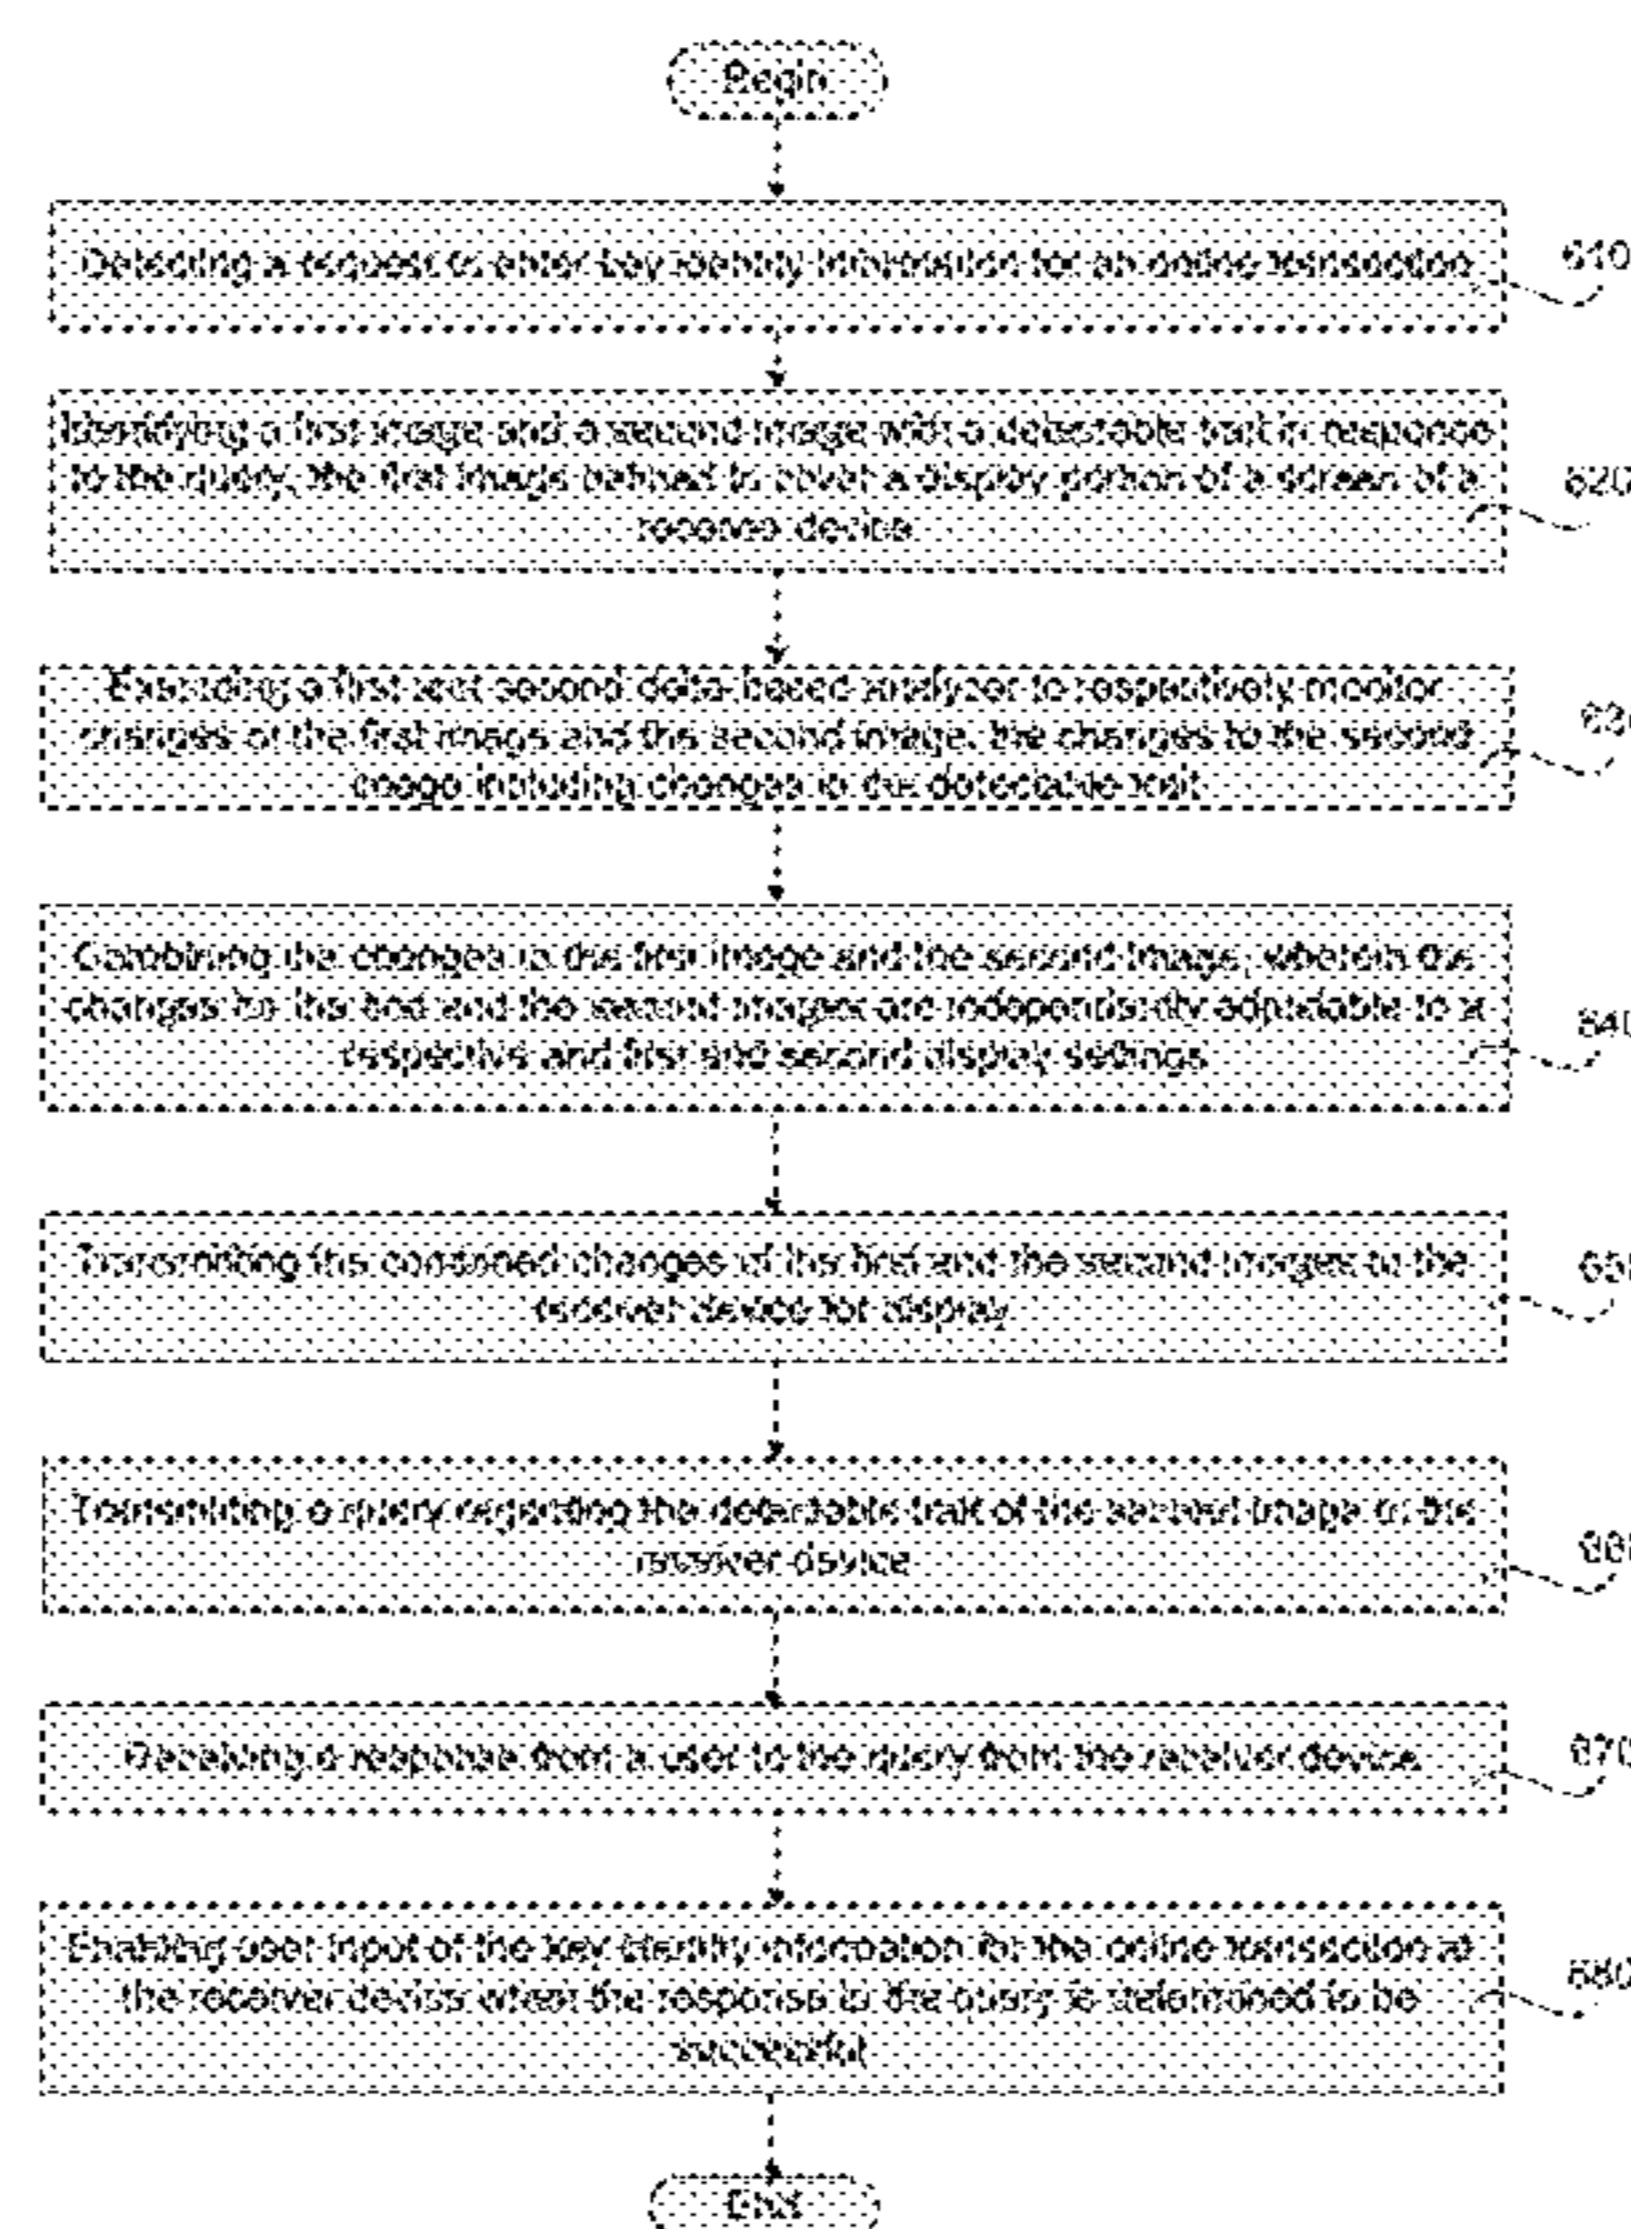 Begin
Detecting a request to enter key identity information for an online transaction
610
Identifying a first image and a second image with a detectable trait in response
to the query, the first image defined to cover a display portion of a screen of a
620
receiver device
Executing a first and second delta-based analyzer to respectively monitor
changes of the first image and the second image, the changes to the second
63
image including changes in the detectable trait
Combining the changes to the first image and the second image, wherein the
changes to the first and the second images are independently adjustable to a
640
respective and first and second display settings
Transmitting the combined changes of the first and the second images to the
65
receiver device for display
Transmitting a query regarding the detectable trait of the second image to the
receiver device
66
Receiving a response from a user to the query from the receiver device
670
Enabling user input of the key identity information for the online transaction at
the receiver device when the response to the query is determined to be
680
successful
End